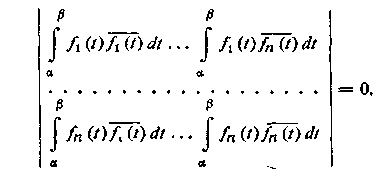 | ∫_α^β f₁(t) \overline{f₁(t)} dt … ∫_α^β f₁(t) \overline{fₙ(t)} dt |
| . . . . . . . . . . . . . . . . . . . . | = 0.
| ∫_α^β fₙ(t) \overline{f₁(t)} dt … ∫_α^β fₙ(t) \overline{fₙ(t)} dt |